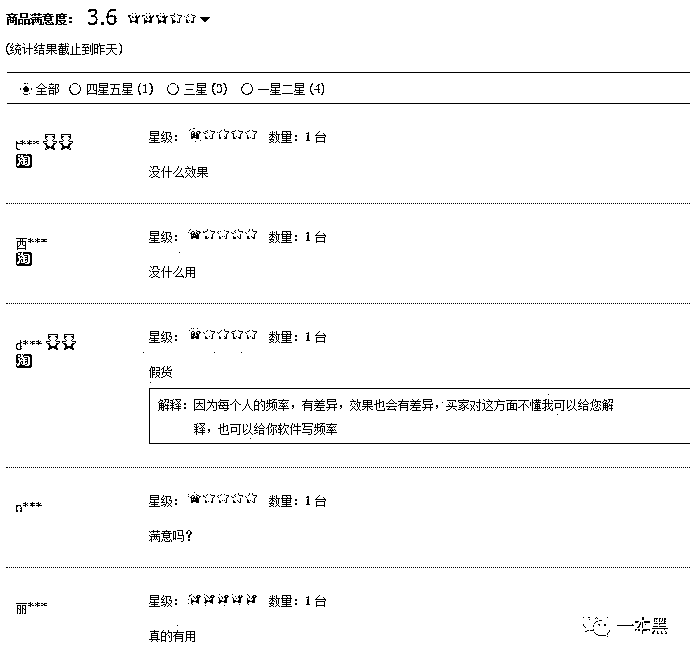 商品满意度： 3.6
(统计结果截止到昨天)
全部 四星五星 (1) 三星 (0) 一星二星 (4)
t*** 星级： 数量：1 台
淘
没什么效果
西*** 星级： 数量：1 台
淘
没什么用
d*** 星级： 数量：1 台
淘
假货
解释：因为每个人的频率，有差异，效果也会有差异，买家对这方面不懂我可以给您解
释，也可以给你软件写频率
n*** 星级： 数量：1 台
满意吗？
丽*** 星级： 数量：1 台
真的有用
一本黑